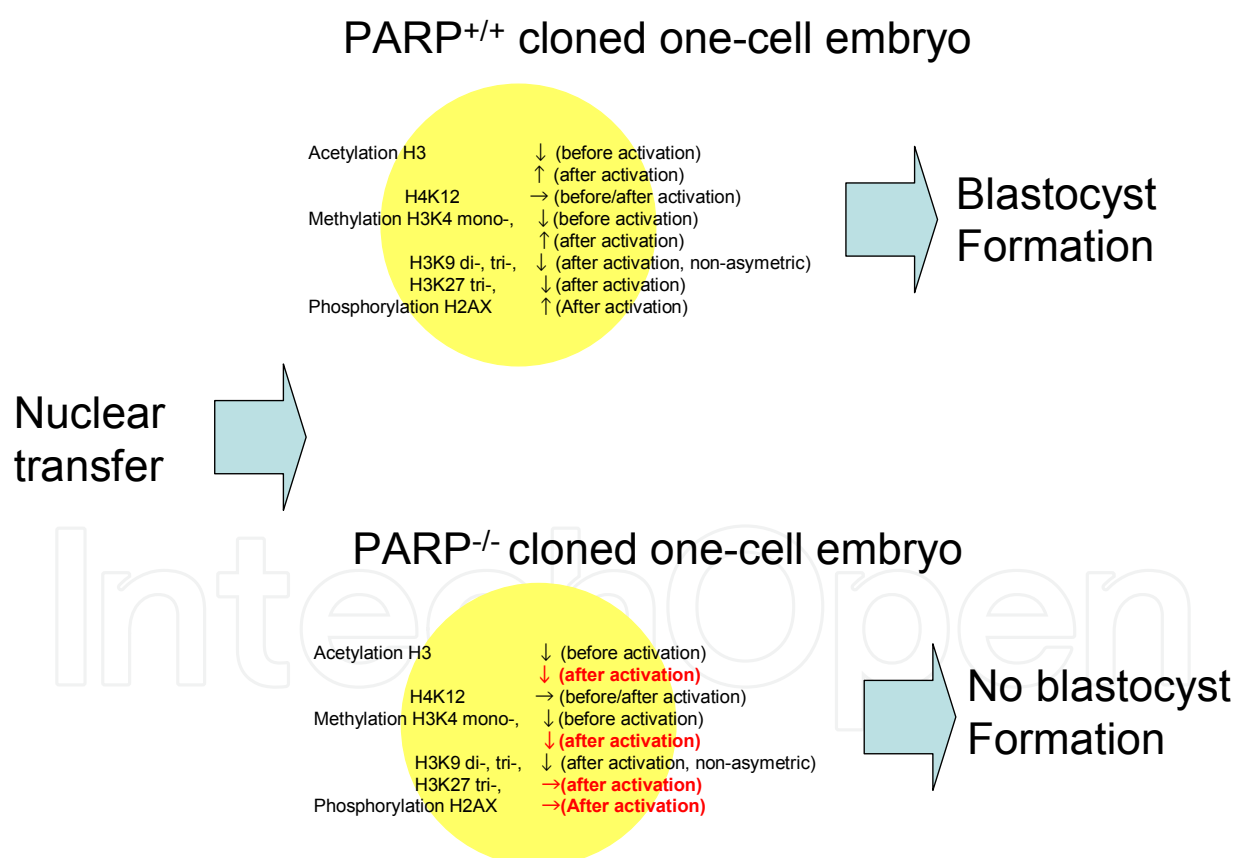 PARP+/+ cloned one-cell embryo
Acetylation H3 ↓ (before activation)
↑ (after activation)
H4K12 → (before/after activation)
Methylation H3K4 mono-, ↓ (before activation)
↑ (after activation)
H3K9 di-, tri-, ↓ (after activation, non-asymetric)
H3K27 tri-, ↓ (after activation)
Phosphorylation H2AX ↑ (After activation)
Blastocyst
Formation
Nuclear
transfer
PARP-/- cloned one-cell embryo
Acetylation H3 ↓ (before activation)
↓ (after activation)
H4K12 → (before/after activation)
Methylation H3K4 mono-, ↓ (before activation)
↓ (after activation)
H3K9 di-, tri-, ↓ (after activation, non-asymetric)
H3K27 tri-, →(after activation)
Phosphorylation H2AX →(After activation)
No blastocyst
Formation
IntechOpen